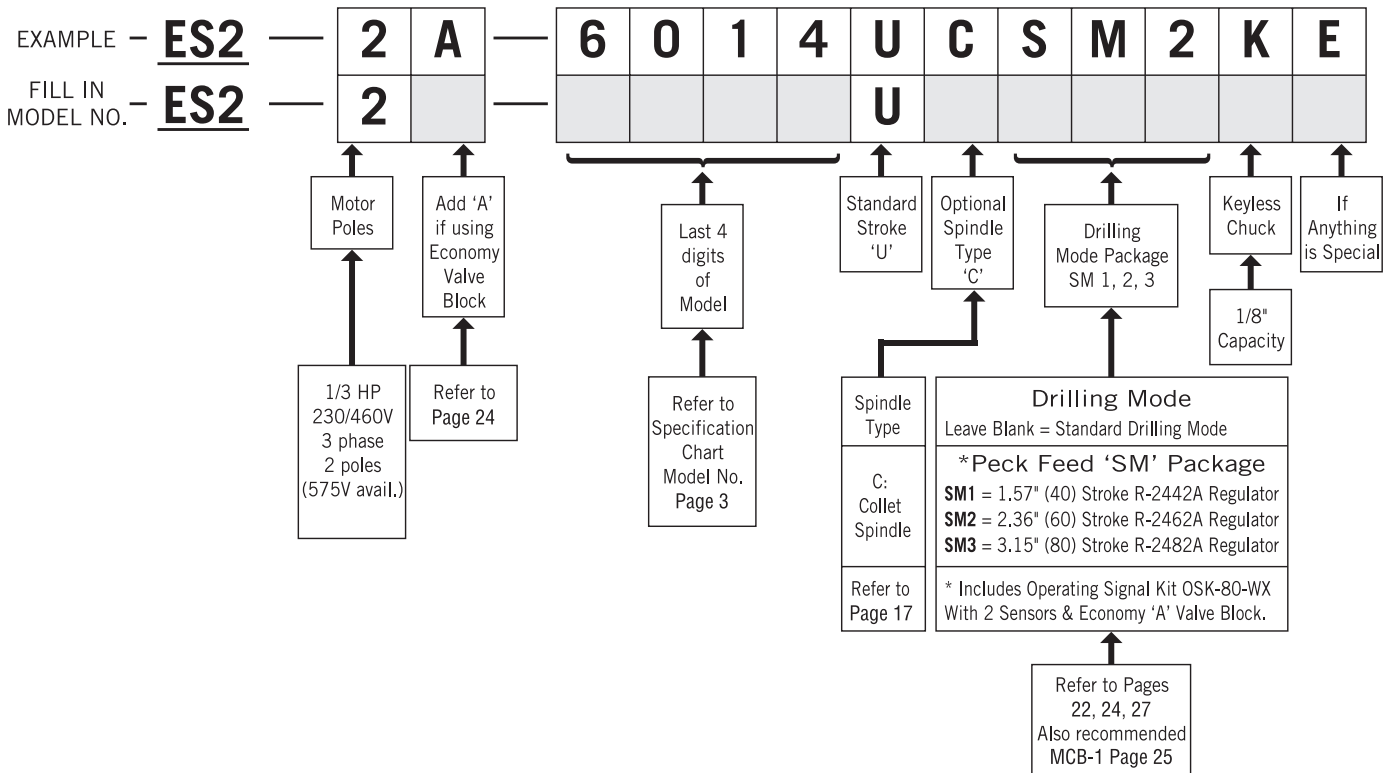 EXAMPLE – ES2 — 2 A — 6 0 1 4 U C S M 2 K E
FILL IN
MODEL NO. – ES2 — 2 — U
Motor
Poles
1/3 HP
230/460V
3 phase
2 poles
(575V avail.)
Add 'A'
if using
Economy
Valve
Block
Refer to
Page 24
Last 4
digits
of
Model
Refer to
Specification
Chart
Model No.
Page 3
Standard
Stroke
'U'
Optional
Spindle
Type
'C'
Spindle
Type
C:
Collet
Spindle
Refer to
Page 17
Drilling
Mode Package
SM 1, 2, 3
Drilling Mode
Leave Blank = Standard Drilling Mode
*Peck Feed 'SM' Package
SM1 = 1.57" (40) Stroke R-2442A Regulator
SM2 = 2.36" (60) Stroke R-2462A Regulator
SM3 = 3.15" (80) Stroke R-2482A Regulator
* Includes Operating Signal Kit OSK-80-WX
With 2 Sensors & Economy 'A' Valve Block.
Refer to Pages
22, 24, 27
Also recommended
MCB-1 Page 25
Keyless
Chuck
1/8"
Capacity
If
Anything
is Special